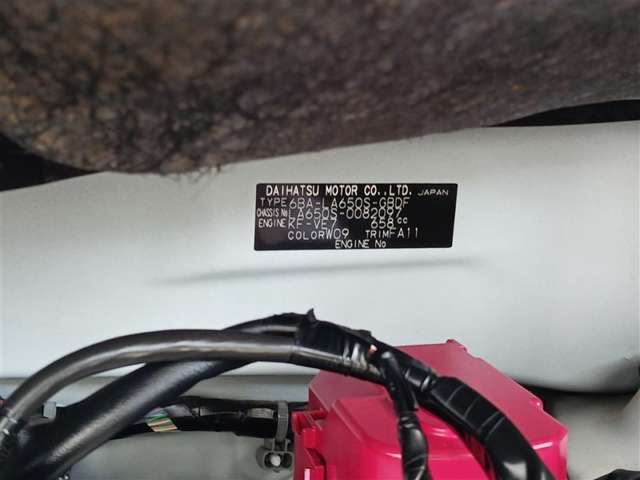 DAIHATSU MOTOR CO.,LTD. JAPAN
TYPE 6BA-LA650S-GBDF
CHASSIS No LA650S-0082097
ENGINE KF-VE7 658cc
COLOR W09 TRIM FA11
ENGINE No